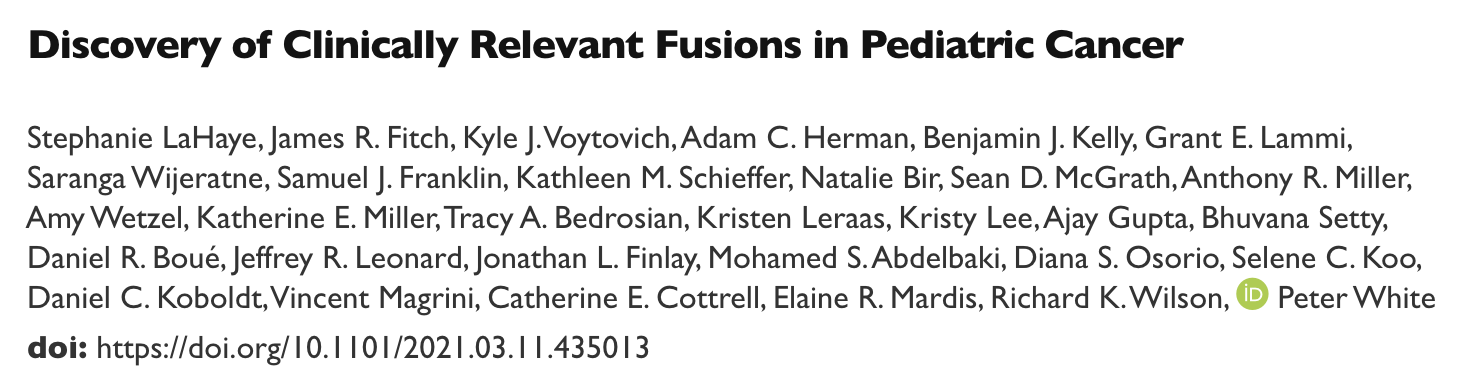 Discovery of Clinically Relevant Fusions in Pediatric Cancer
Stephanie LaHaye, James R. Fitch, Kyle J. Voytovich, Adam C. Herman, Benjamin J. Kelly, Grant E. Lammi,
Saranga Wijeratne, Samuel J. Franklin, Kathleen M. Schieffer, Natalie Bir, Sean D. McGrath, Anthony R. Miller,
Amy Wetzel, Katherine E. Miller, Tracy A. Bedrosian, Kristen Leraas, Kristy Lee, Ajay Gupta, Bhuvana Setty,
Daniel R. Boué, Jeffrey R. Leonard, Jonathan L. Finlay, Mohamed S. Abdelbaki, Diana S. Osorio, Selene C. Koo,
Daniel C. Koboldt, Vincent Magrini, Catherine E. Cottrell, Elaine R. Mardis, Richard K. Wilson, iD Peter White
doi: https://doi.org/10.1101/2021.03.11.435013